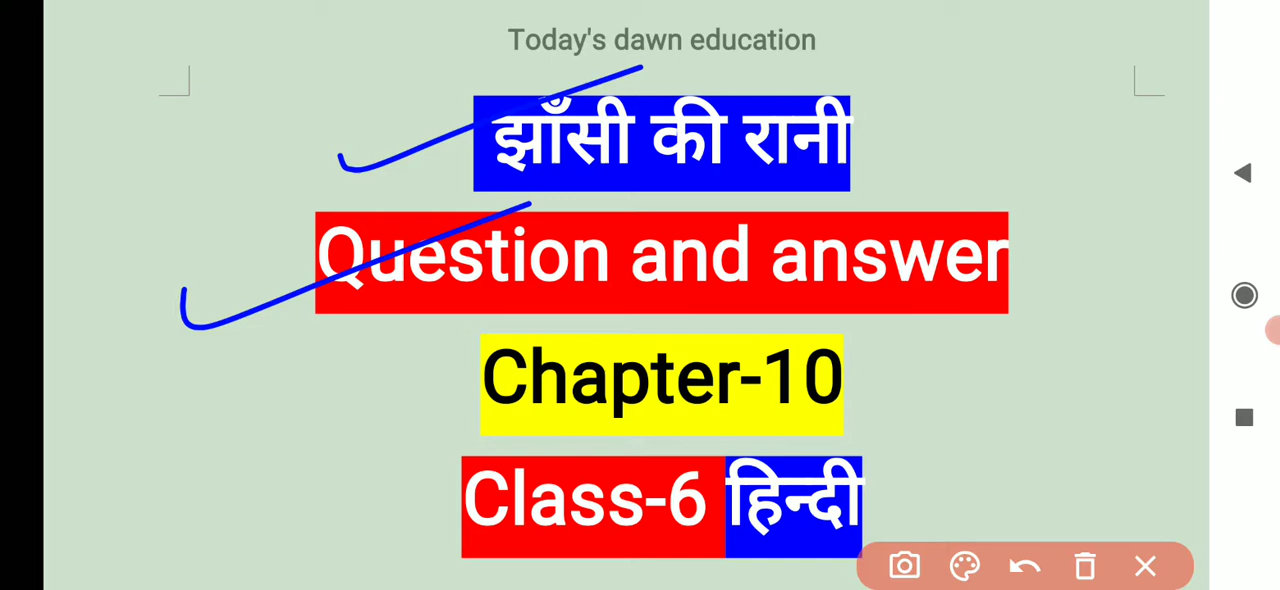 Today's dawn education
झाँसी की रानी
Question and answer
Chapter-10
Class-6 हिन्दी